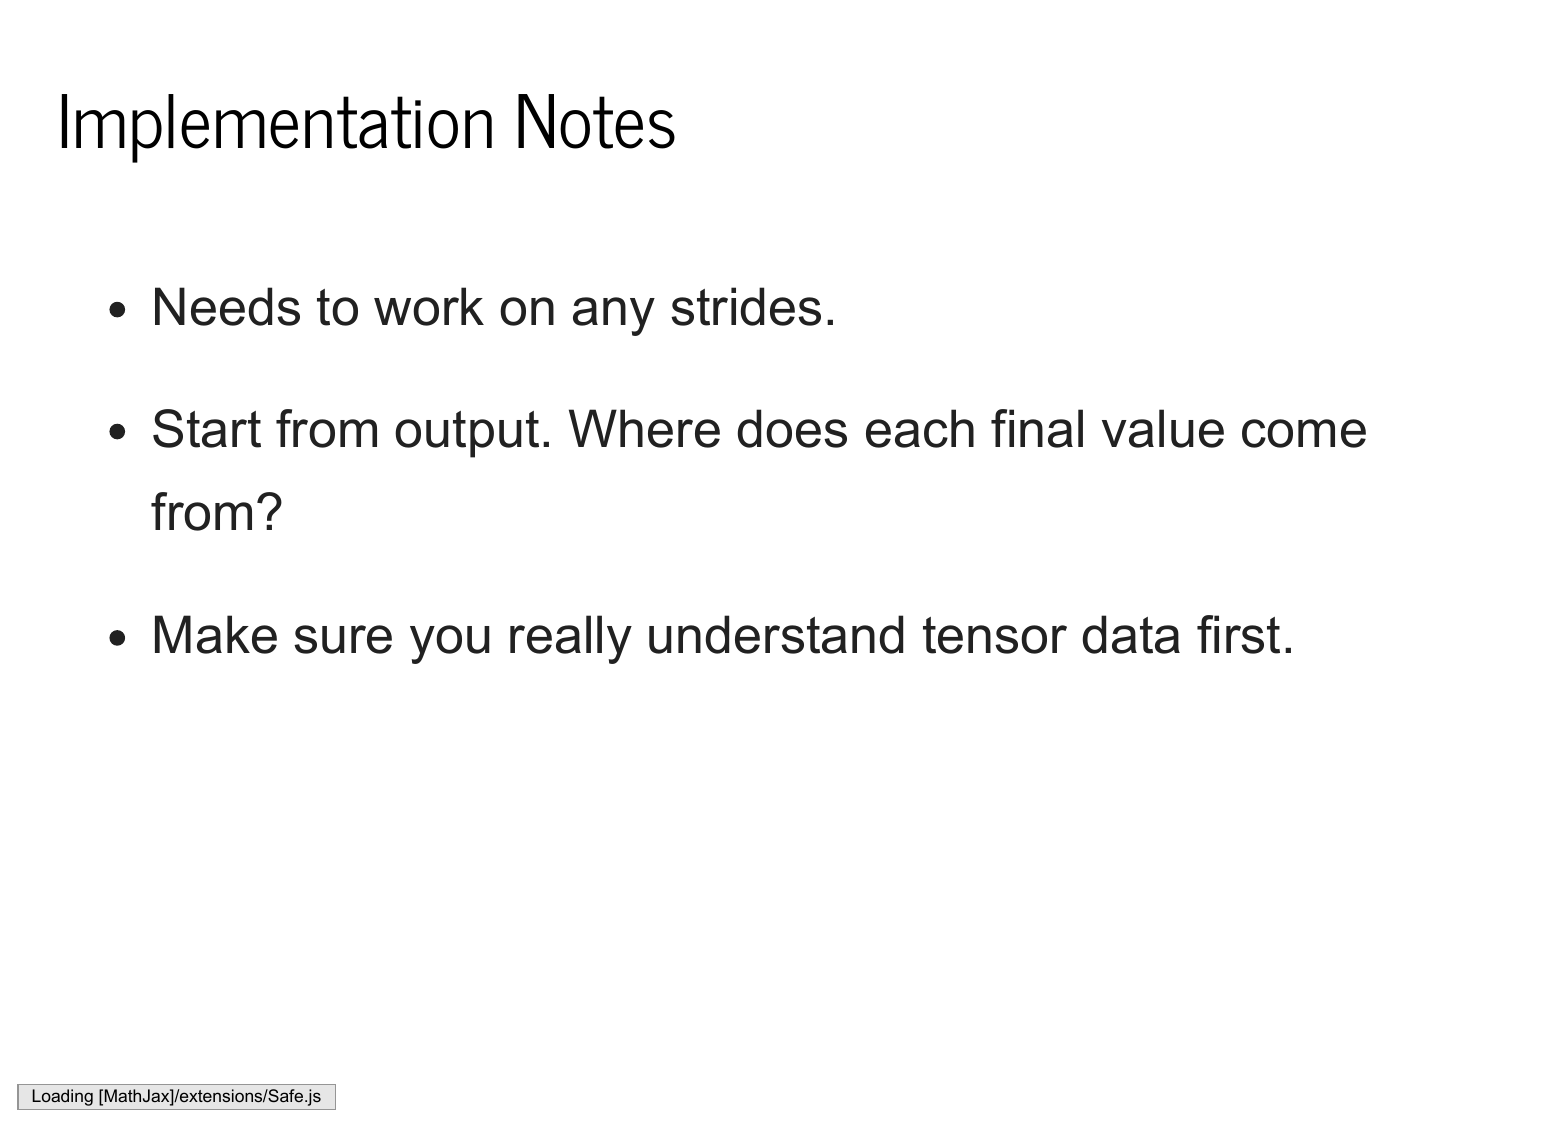 Implementation Notes
Needs to work on any strides.
Start from output. Where does each final value come
from?
Make sure you really understand tensor data first.
Loading [MathJax]/extensions/Safe.js